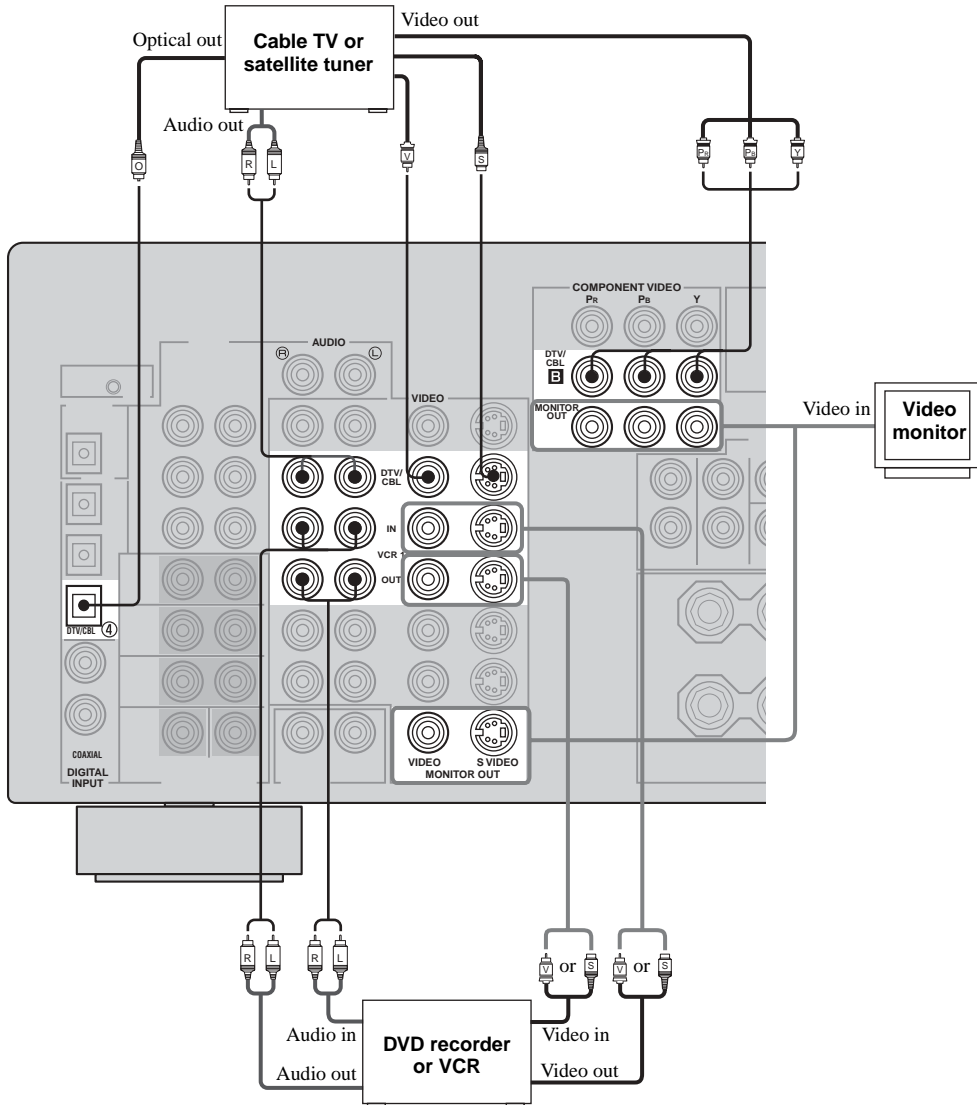 Video out
Optical out
Cable TV or
satellite tuner
Audio out
O
R
L
V
S
PR
PB
Y
COMPONENT VIDEO
PR
PB
Y
AUDIO
R
L
DTV/
CBL
B
VIDEO
MONITOR
OUT
Video in
Video
monitor
DTV/
CBL
IN
VCR 1
OUT
DTV/CBL
④
COAXIAL
DIGITAL
INPUT
VIDEO
S VIDEO
MONITOR OUT
R
L
R
L
V
or
S
V
or
S
Audio in
DVD recorder
or VCR
Video in
Audio out
Video out